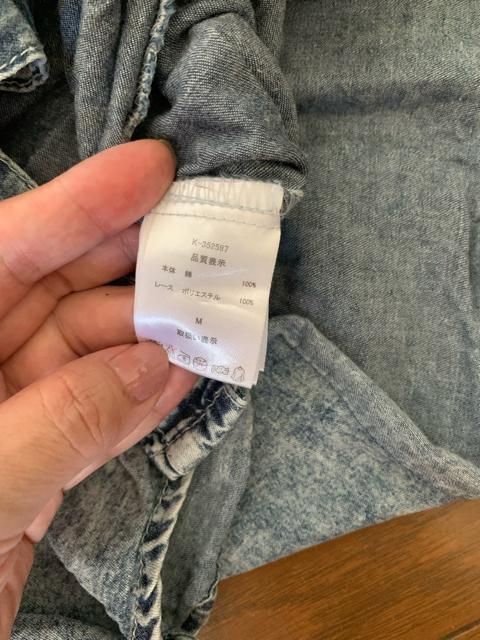 K-352587
品質表示
本体 綿 100%
レース ポリエステル 100%
M
取扱い表示